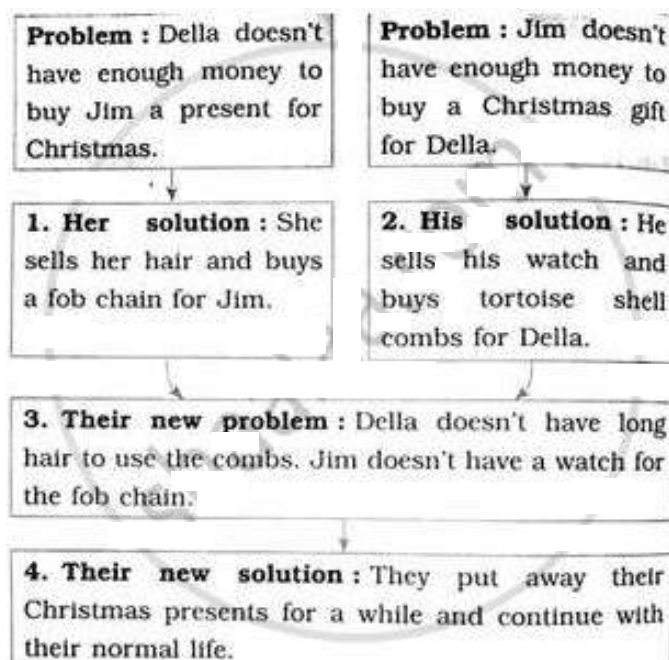 Problem : Della doesn't
have enough money to
buy Jim a present for
Christmas.
Problem : Jim doesn't
have enough money to
buy a Christmas gift
for Della.
1. Her solution : She
sells her hair and buys
a fob chain for Jim.
2. His solution : He
sells his watch and
buys tortoise shell
combs for Della.
3. Their new problem : Della doesn't have long
hair to use the combs. Jim doesn't have a watch for
the fob chain.
4. Their new solution : They put away their
Christmas presents for a while and continue with
their normal life.